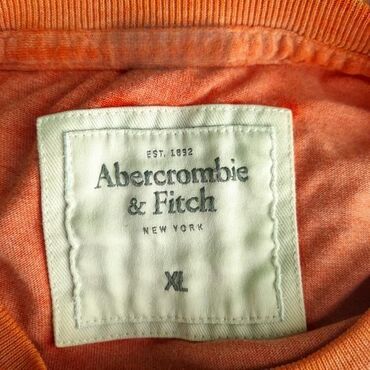 EST. 1892
Abercrombie
& Fitch
NEW YORK
XL